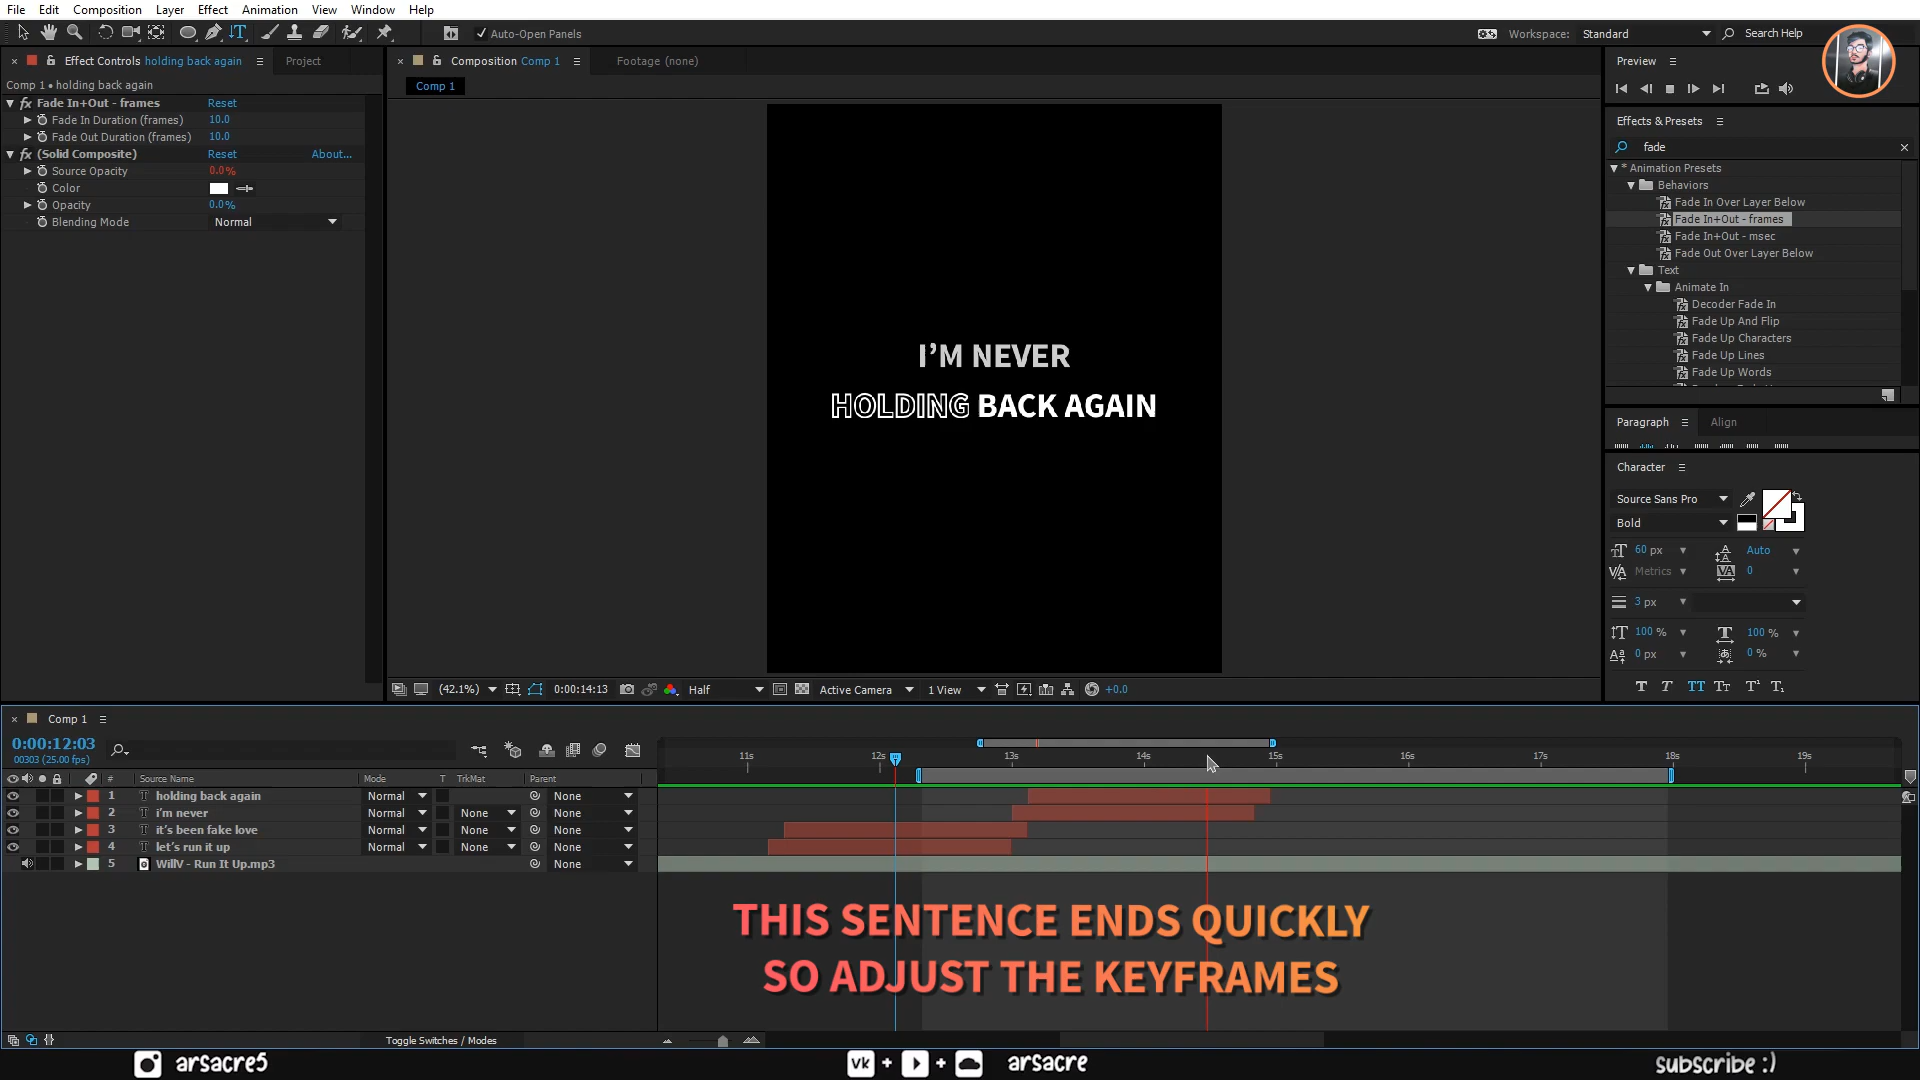 File Edit Composition Layer Effect Animation View Window Help
Auto-Open Panels
Workspace: Standard Search Help
Effect Controls holding back again Project
Comp 1 • holding back again
Fade In+Out - frames Reset
Fade In Duration (frames) 10.0
Fade Out Duration (frames) 10.0
(Solid Composite) Reset About...
Source Opacity 0.0%
Color
Opacity 0.0%
Blending Mode Normal
Composition Comp 1 Footage (none)
Comp 1
I’M NEVER
HOLDING BACK AGAIN
(42.1%) 0:00:14:13 Half Active Camera 1 View +0.0
Preview
Effects & Presets
fade
* Animation Presets
Behaviors
Fade In Over Layer Below
Fade In+Out - frames
Fade In+Out - msec
Fade Out Over Layer Below
Text
Animate In
Decoder Fade In
Fade Up And Flip
Fade Up Characters
Fade Up Lines
Fade Up Words
Paragraph Align
Character
Source Sans Pro
Bold
60 px Auto
Metrics 0
3 px
100 % 100 %
0 px 0 %
Comp 1
0:00:12:03
00303 (25.00 fps)
11s 12s 13s 14s 15s 16s 17s 18s 19s
# Source Name Mode T TrkMat Parent
1 holding back again Normal None
2 i’m never Normal None None
3 it’s been fake love Normal None None
4 let’s run it up Normal None None
5 WillV - Run It Up.mp3 None
THIS SENTENCE ENDS QUICKLY
SO ADJUST THE KEYFRAMES
Toggle Switches / Modes
arsacre5 VK + + arsacre subscribe :)